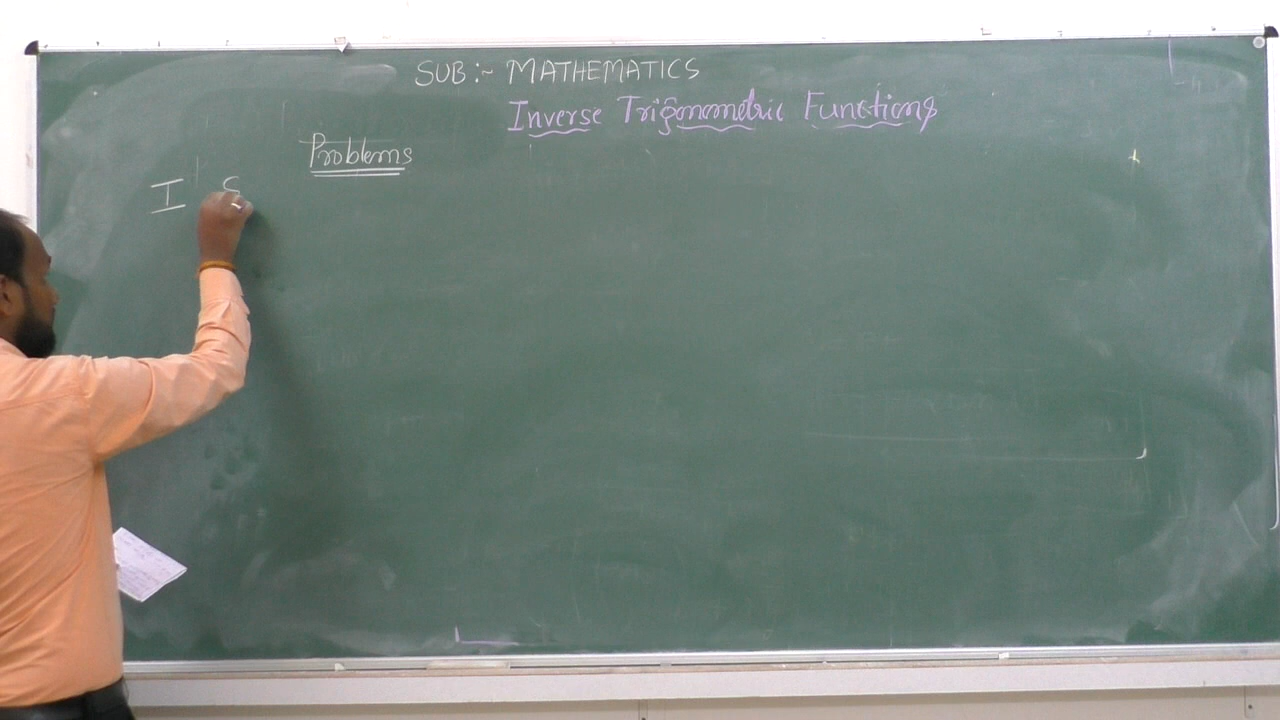 SUB :- MATHEMATICS
Inverse Trigonometric Functions
Problems
I S